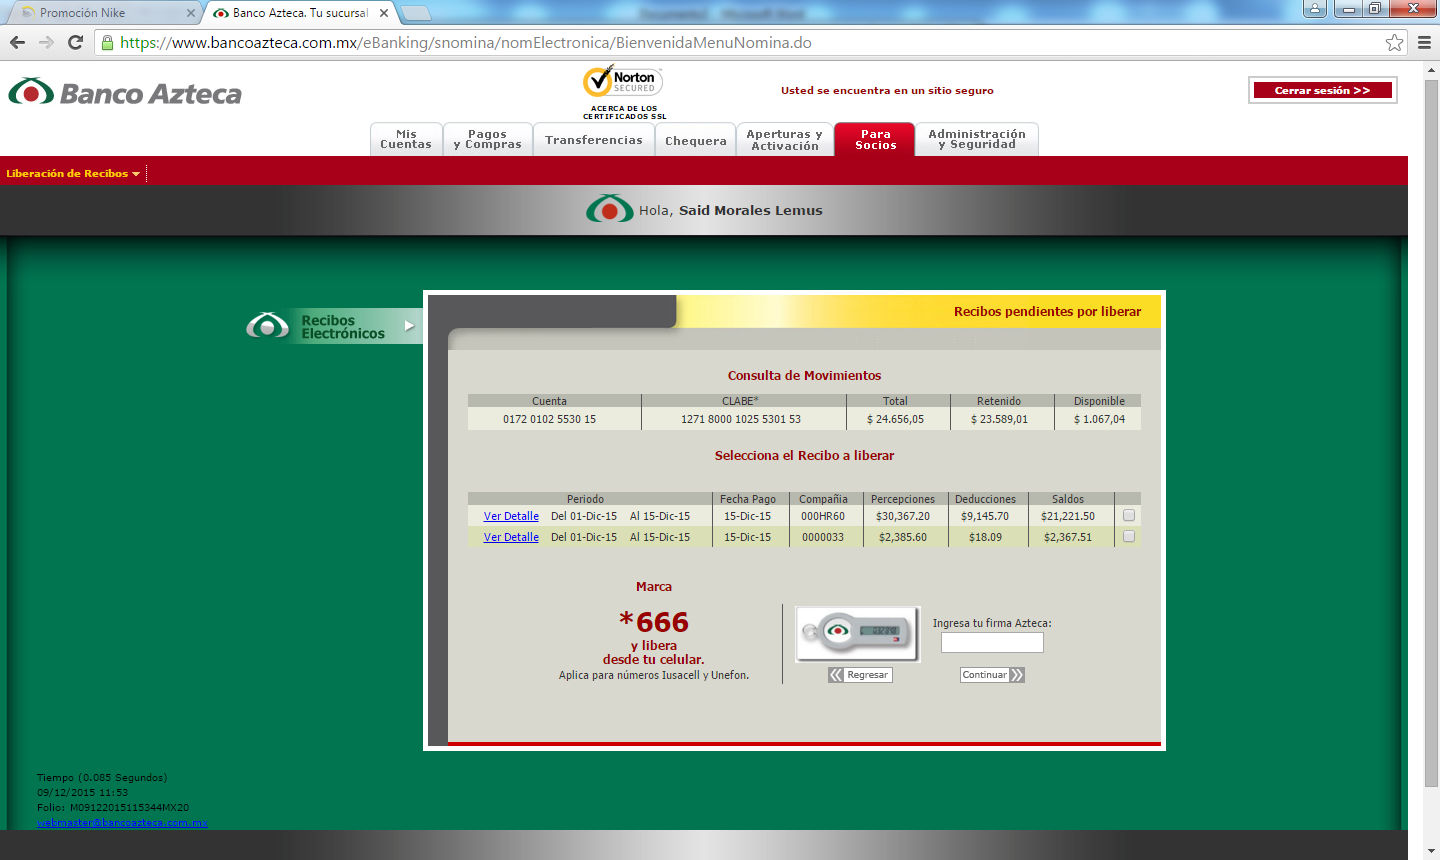 Promoción Nike
Banco Azteca. Tu sucursal
https://www.bancoazteca.com.mx/eBanking/snomina/nomElectronica/BienvenidaMenuNomina.do
Banco Azteca
Norton
SECURED
ACERCA DE LOS
CERTIFICADOS SSL
Usted se encuentra en un sitio seguro
Cerrar sesión >>
Mis Cuentas
Pagos y Compras
Transferencias
Chequera
Aperturas y Activación
Para Socios
Administración y Seguridad
Liberación de Recibos
Hola, Said Morales Lemus
Recibos
Electrónicos
Recibos pendientes por liberar
Consulta de Movimientos
Cuenta CLABE* Total Retenido Disponible
0172 0102 5530 15 1271 8000 1025 5301 53 $ 24.656,05 $ 23.589,01 $ 1.067,04
Selecciona el Recibo a liberar
Periodo Fecha Pago Compañia Percepciones Deducciones Saldos
Ver Detalle Del 01-Dic-15 Al 15-Dic-15 15-Dic-15 000HR60 $30,367.20 $9,145.70 $21,221.50
Ver Detalle Del 01-Dic-15 Al 15-Dic-15 15-Dic-15 0000033 $2,385.60 $18.09 $2,367.51
Marca
*666
y libera
desde tu celular.
Aplica para números Iusacell y Unefon.
Ingresa tu firma Azteca:
Regresar
Continuar
Tiempo (0.085 Segundos)
09/12/2015 11:53
Folio: M09122015115344MX20
webmaster@bancoazteca.com.mx